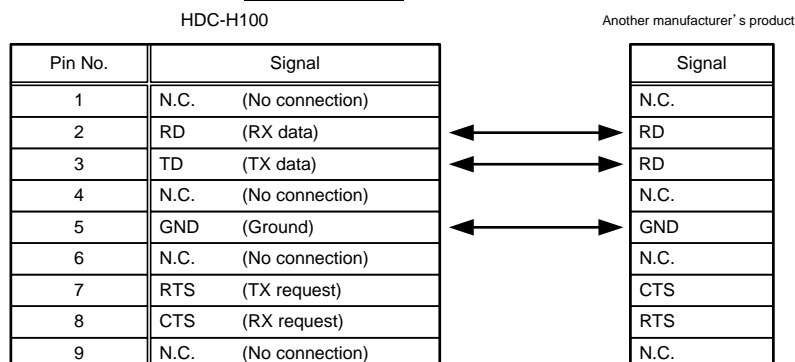 HDC-H100 Another manufacturer's product
Pin No. Signal Signal
1 N.C. (No connection) N.C.
2 RD (RX data) RD
3 TD (TX data) RD
4 N.C. (No connection) N.C.
5 GND (Ground) GND
6 N.C. (No connection) N.C.
7 RTS (TX request) CTS
8 CTS (RX request) RTS
9 N.C. (No connection) N.C.